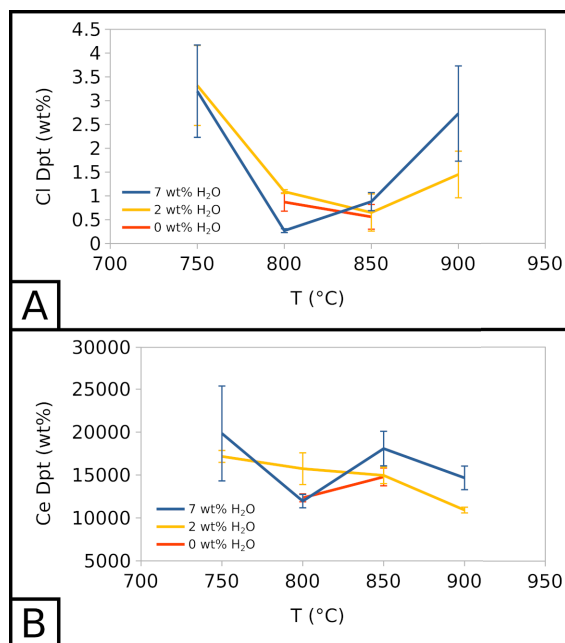 4.5
4
3.5
3
2.5
2
1.5
1
0.5
0
Cl Dpt (wt%)
7 wt% H₂O
2 wt% H₂O
0 wt% H₂O
700 750 800 850 900 950
T (°C)
A
30000
25000
20000
15000
10000
5000
Ce Dpt (wt%)
7 wt% H₂O
2 wt% H₂O
0 wt% H₂O
700 750 800 850 900 950
T (°C)
B